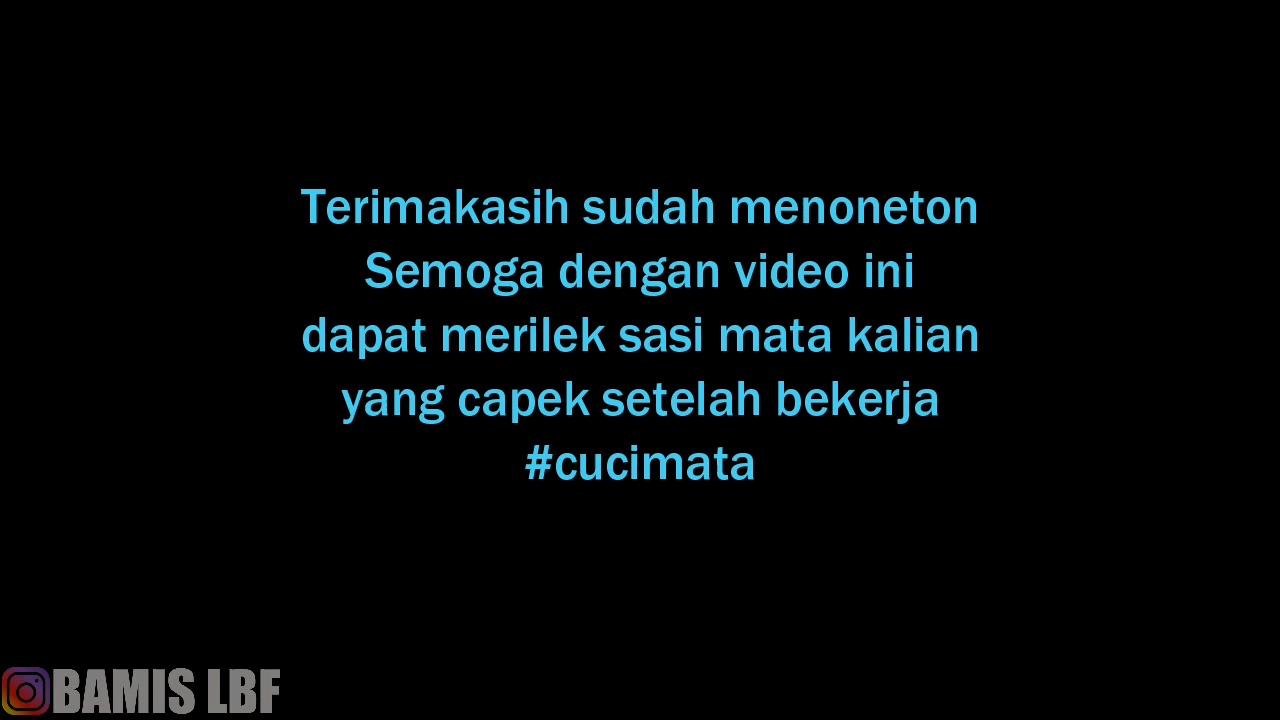 Terimakasih sudah menoneton
Semoga dengan video ini
dapat merilek sasi mata kalian
yang capek setelah bekerja
#cucimata
BAMIS LBF